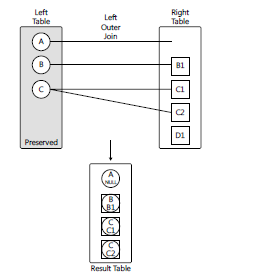 Left
Table
Left
Outer
Join
Right
Table
A
B
B1
C
C1
C2
D1
Preserved
A
NULL
B
B1
C
C1
C
C2
Result Table